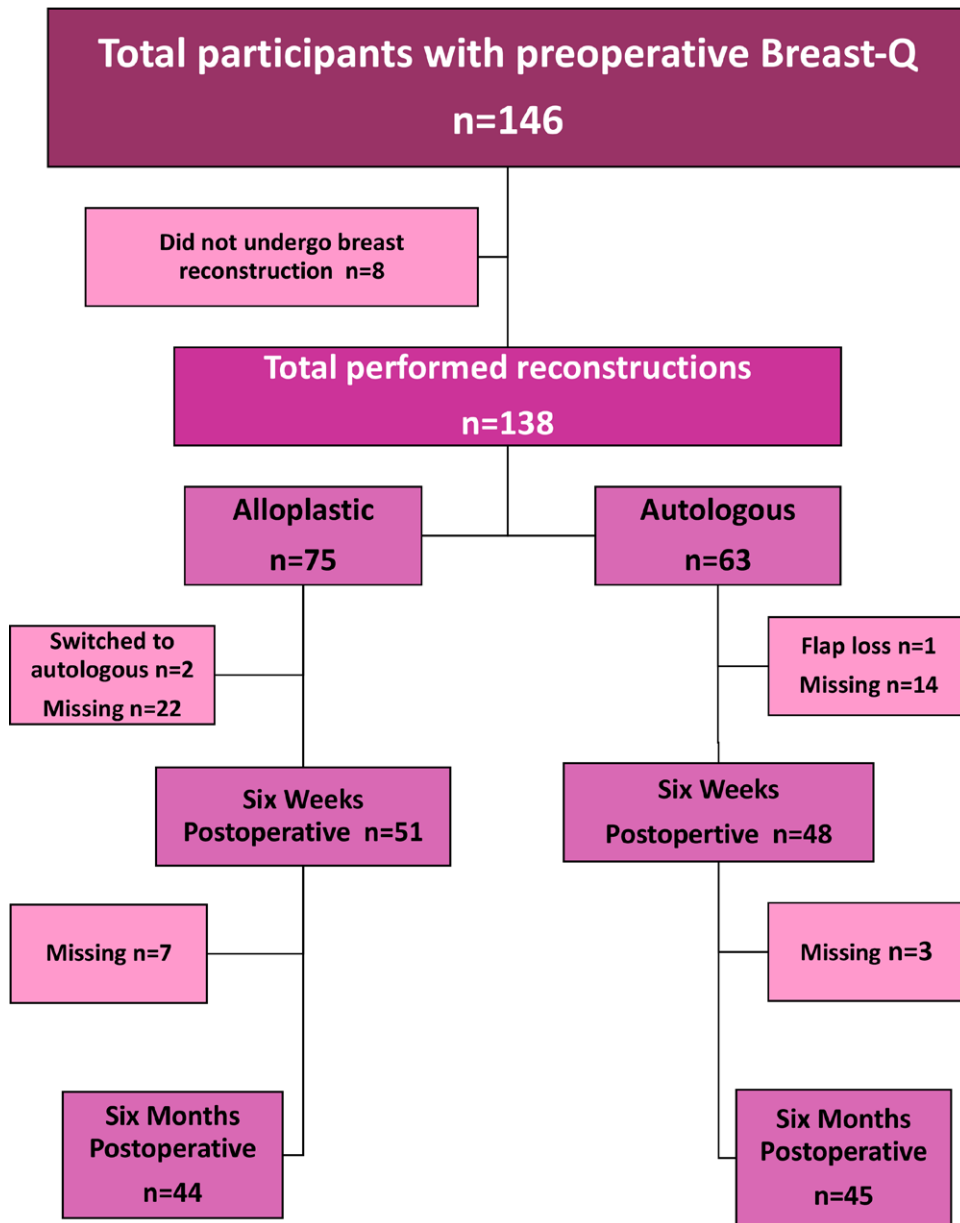 Total participants with preoperative Breast-Q
n=146
Did not undergo breast
reconstruction n=8
Total performed reconstructions
n=138
Alloplastic
n=75
Autologous
n=63
Switched to
autologous n=2
Missing n=22
Flap loss n=1
Missing n=14
Six Weeks
Postoperative n=51
Six Weeks
Postopertive n=48
Missing n=7
Missing n=3
Six Months
Postoperative
n=44
Six Months
Postoperative
n=45